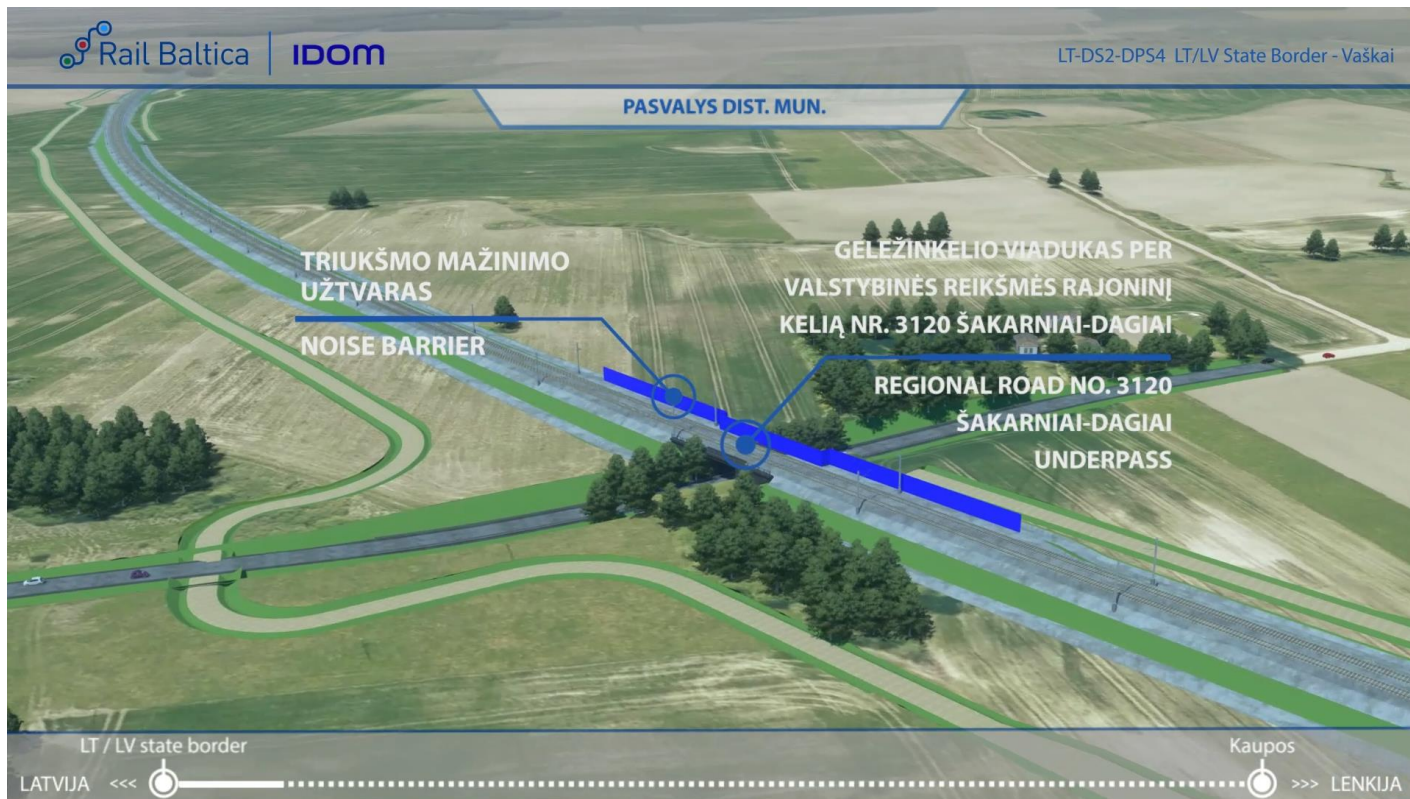 Rail Baltica
IDOM
LT-DS2-DPS4 LT/LV State Border - Vaškai
PASVALYS DIST. MUN.
TRIUKŠMO MAŽINIMO
UŽTVARAS
NOISE BARRIER
GELEŽINKELIO VIADUKAS PER
VALSTYBINĖS REIKŠMĖS RAJONINĮ
KELIĄ NR. 3120 ŠAKARNIAI-DAGIAI
REGIONAL ROAD NO. 3120
ŠAKARNIAI-DAGIAI
UNDERPASS
LT / LV state border
Kaupos
LATVIJA <<<
>>> LENKIJA